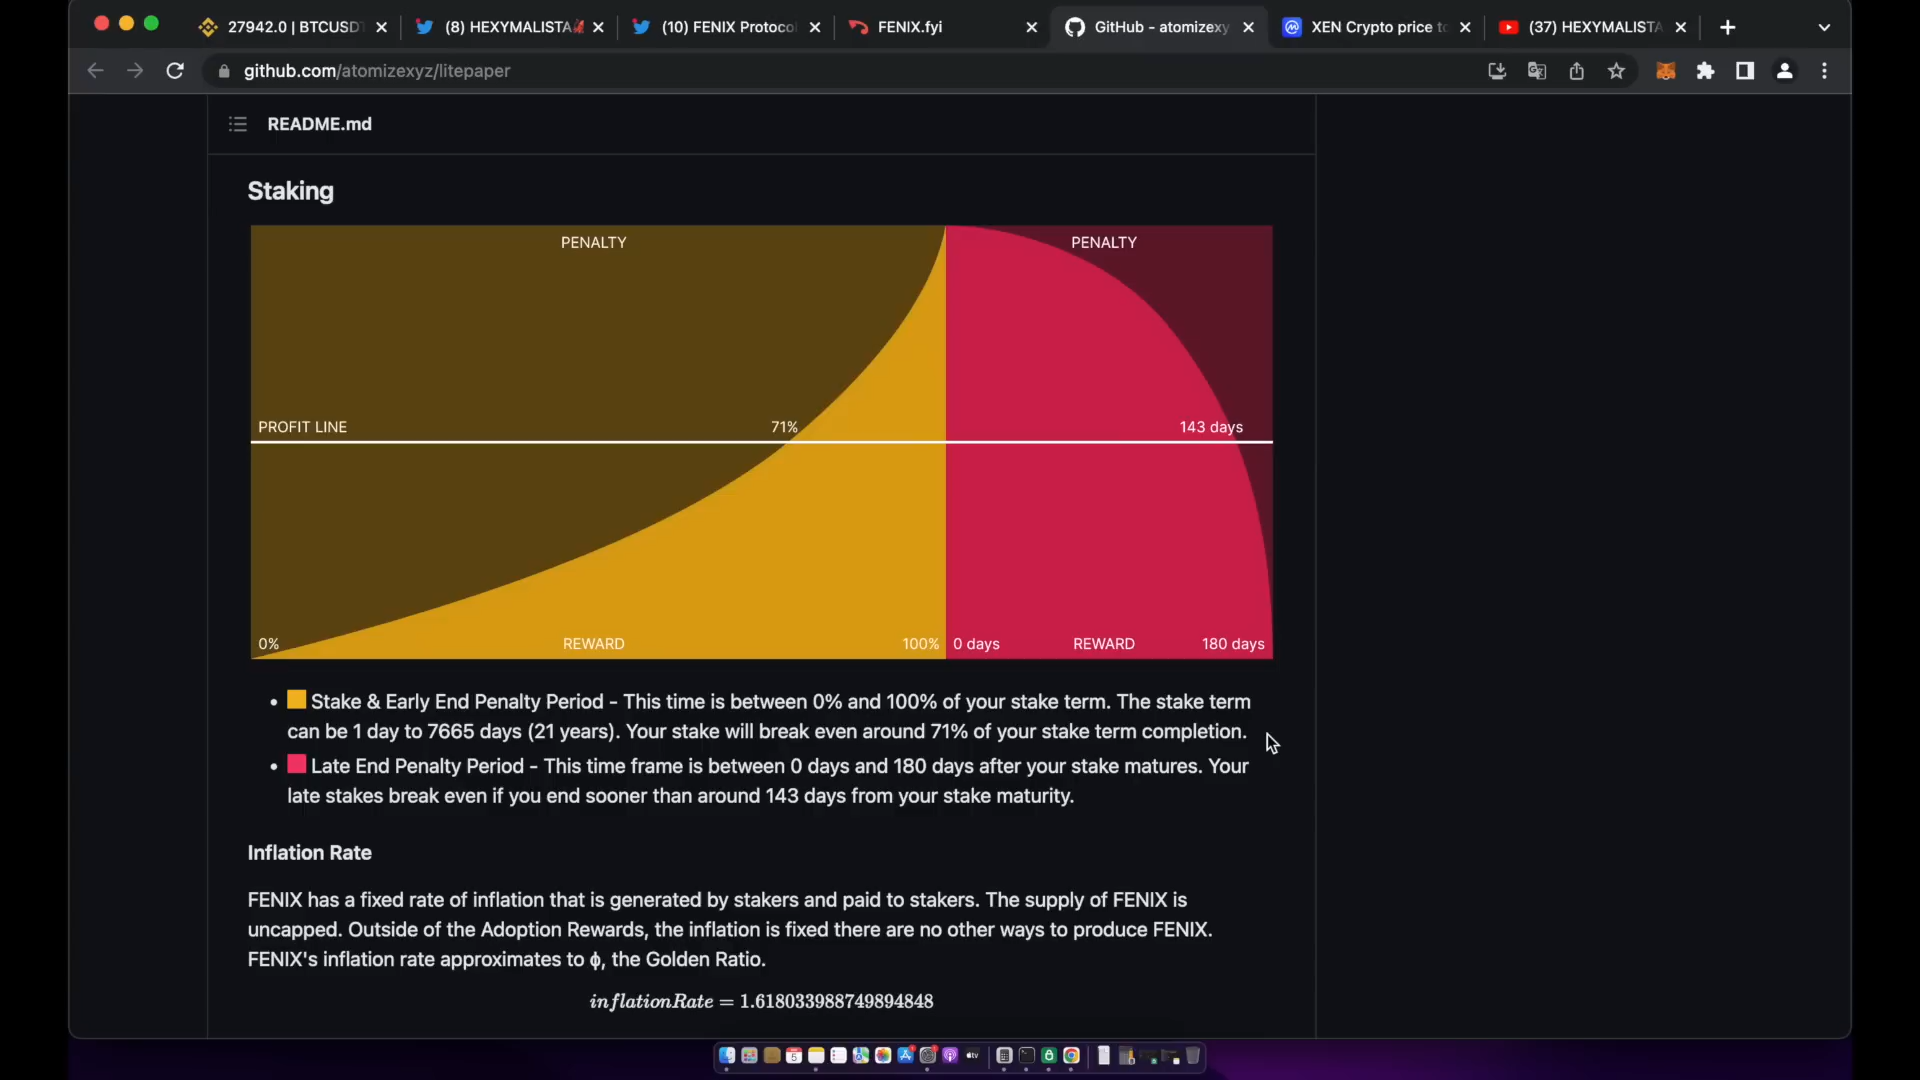 27942.0 | BTCUSDT
(8) HEXYMALISTA
(10) FENIX Protoco
FENIX.fyi
GitHub - atomizexy
XEN Crypto price to
(37) HEXYMALISTA
github.com/atomizexyz/litepaper
README.md
Staking
PENALTY
PENALTY
PROFIT LINE
71%
143 days
0%
REWARD
100%
0 days
REWARD
180 days
Stake & Early End Penalty Period - This time is between 0% and 100% of your stake term. The stake term
can be 1 day to 7665 days (21 years). Your stake will break even around 71% of your stake term completion.
Late End Penalty Period - This time frame is between 0 days and 180 days after your stake matures. Your
late stakes break even if you end sooner than around 143 days from your stake maturity.
Inflation Rate
FENIX has a fixed rate of inflation that is generated by stakers and paid to stakers. The supply of FENIX is
uncapped. Outside of the Adoption Rewards, the inflation is fixed there are no other ways to produce FENIX.
FENIX's inflation rate approximates to ϕ, the Golden Ratio.
inflationRate = 1.618033988749894848